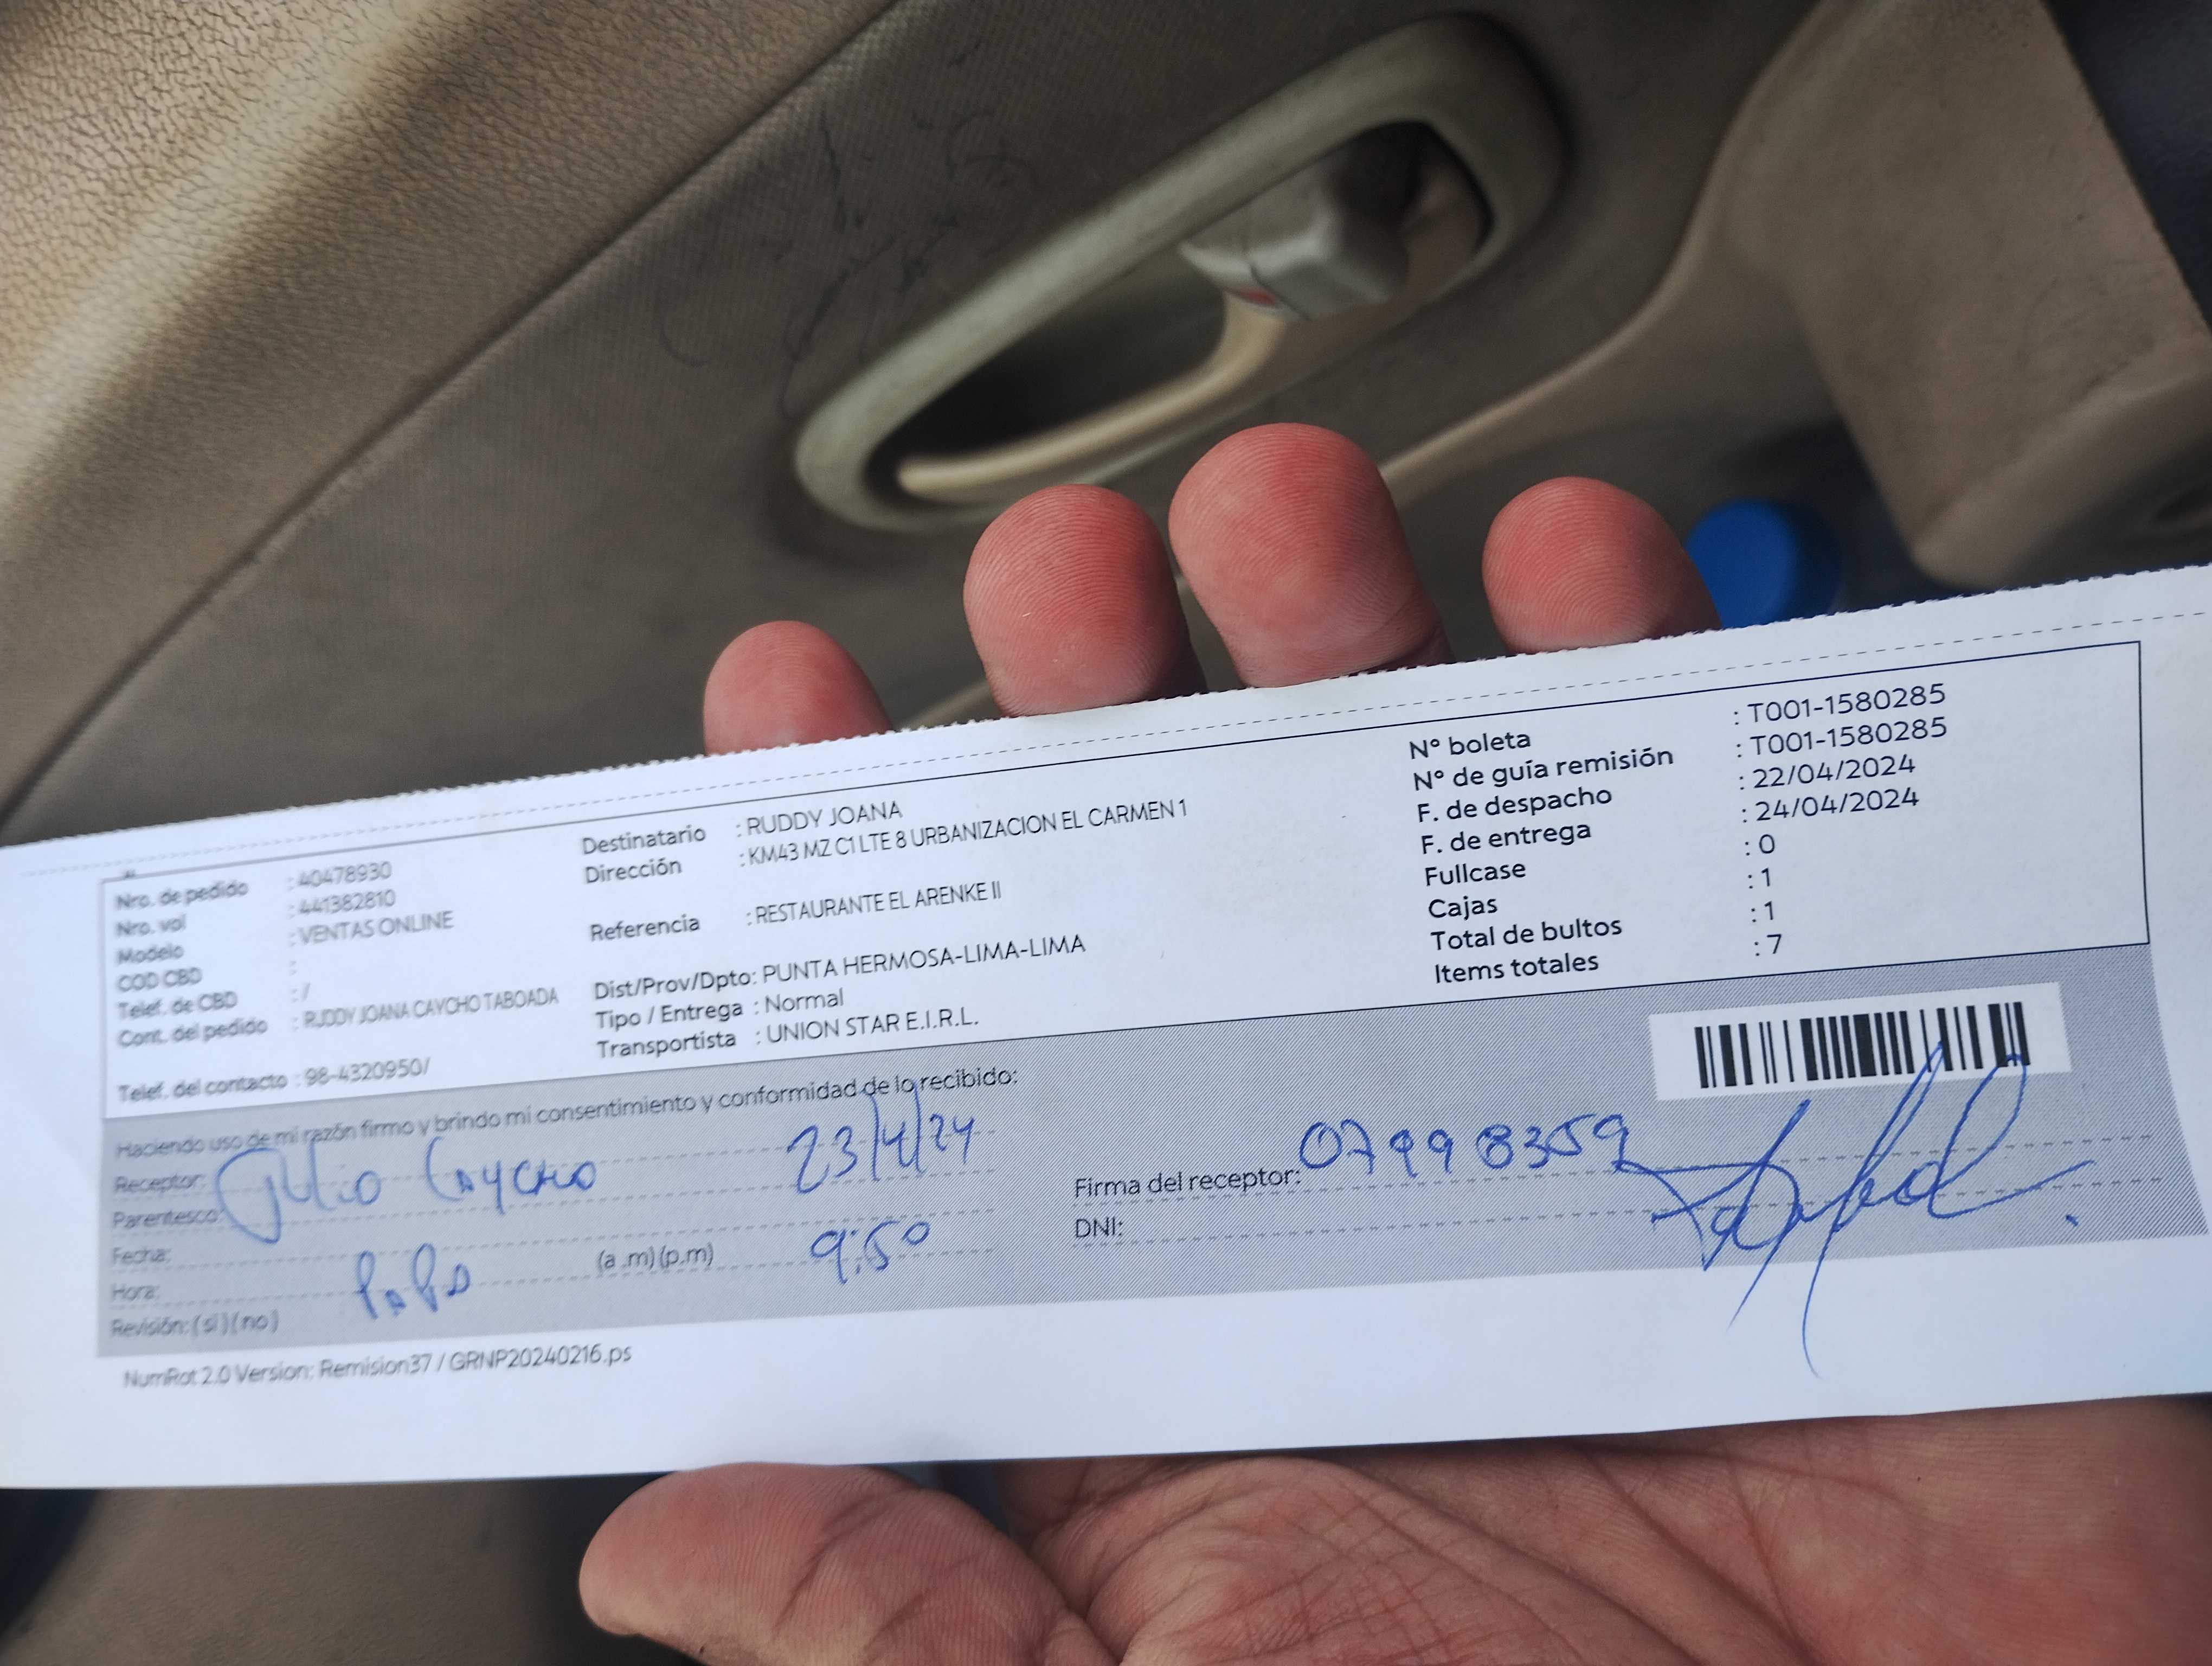 Nro. de pedido : 40478930
Nro. vol : 441382810
Modelo : VENTAS ONLINE
COD CBD :
Telef. de CBD : /
Cont. del pedido : RUDDY JOANA CAYCHO TABOADA
Telef. del contacto : 98-4320950/
Destinatario : RUDDY JOANA
Dirección : KM43 MZ C1 LTE 8 URBANIZACION EL CARMEN 1
Referencia : RESTAURANTE EL ARENKE II
Dist/Prov/Dpto: PUNTA HERMOSA-LIMA-LIMA
Tipo / Entrega : Normal
Transportista : UNION STAR E.I.R.L.
N° boleta : T001-1580285
N° de guía remisión : T001-1580285
F. de despacho : 22/04/2024
F. de entrega : 24/04/2024
Fullcase : 0
Cajas : 1
Total de bultos : 1
Items totales : 7
Haciendo uso de mi razón firmo y brindo mi consentimiento y conformidad de lo recibido:
Receptor: Julio Caycho 23/4/24
Parentesco:
Fecha:
Hora: PAPA (a .m) (p.m) 9:50
Revisión: ( si ) ( no )
Firma del receptor: 07998359
DNI:
NumRot 2.0 Version: Remision37 / GRNP20240216.ps